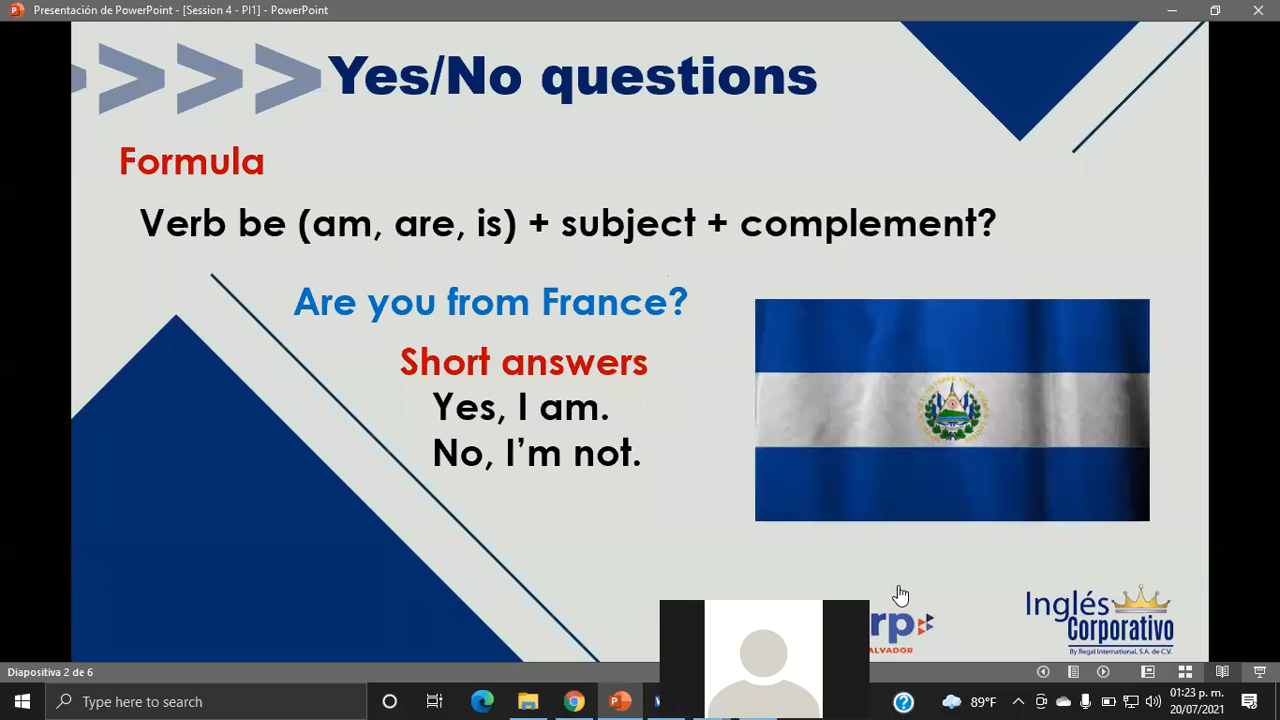 Presentación de PowerPoint - [Session 4 - PI1] - PowerPoint
Yes/No questions
Formula
Verb be (am, are, is) + subject + complement?
Are you from France?
Short answers
Yes, I am.
No, I'm not.
rp
SALVADOR
Inglés
Corporativo
By Regal International, S.A. de C.V.
Diapositiva 2 de 6
Type here to search
89°F
01:23 p. m.
20/07/2021